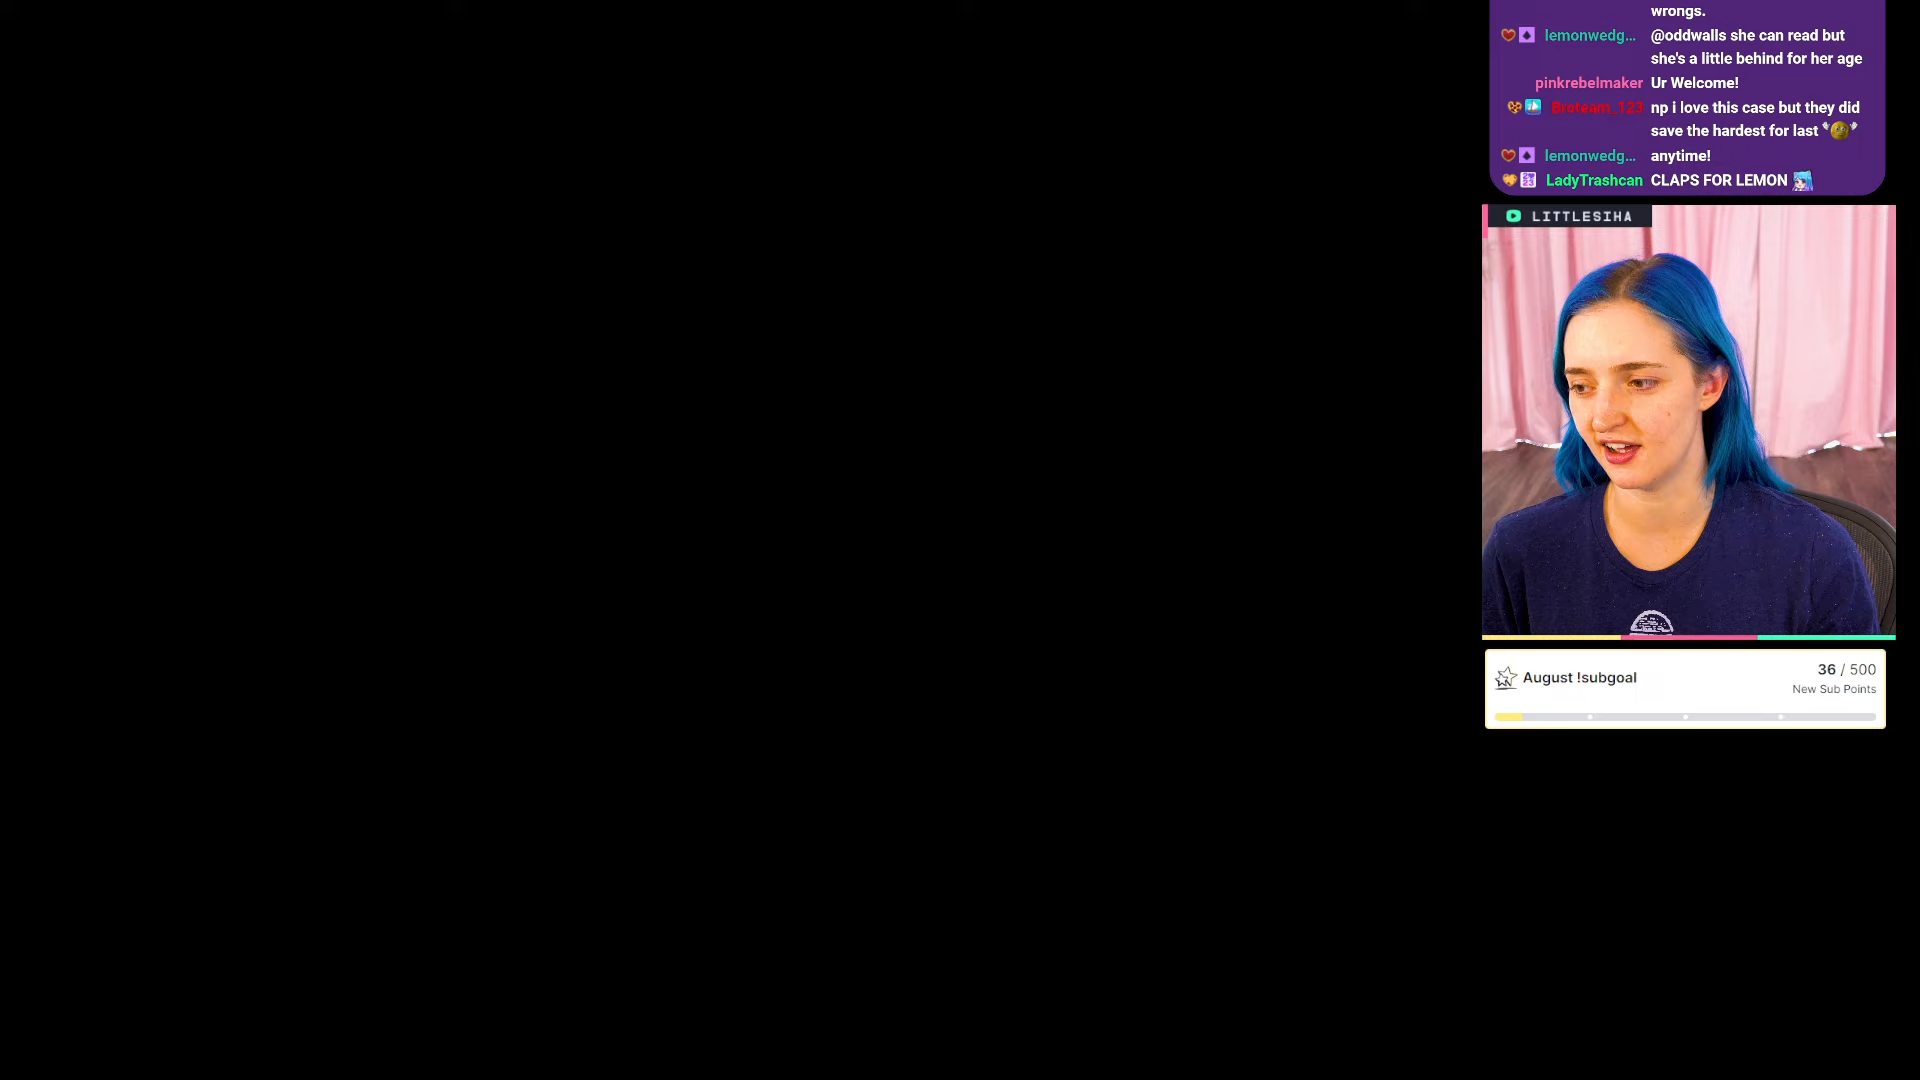 wrongs.
lemonwedg... @oddwalls she can read but
she's a little behind for her age
pinkrebelmaker Ur Welcome!
Broteam_123 np i love this case but they did
save the hardest for last
lemonwedg... anytime!
LadyTrashcan CLAPS FOR LEMON
LITTLESIHA
August !subgoal
36 / 500
New Sub Points